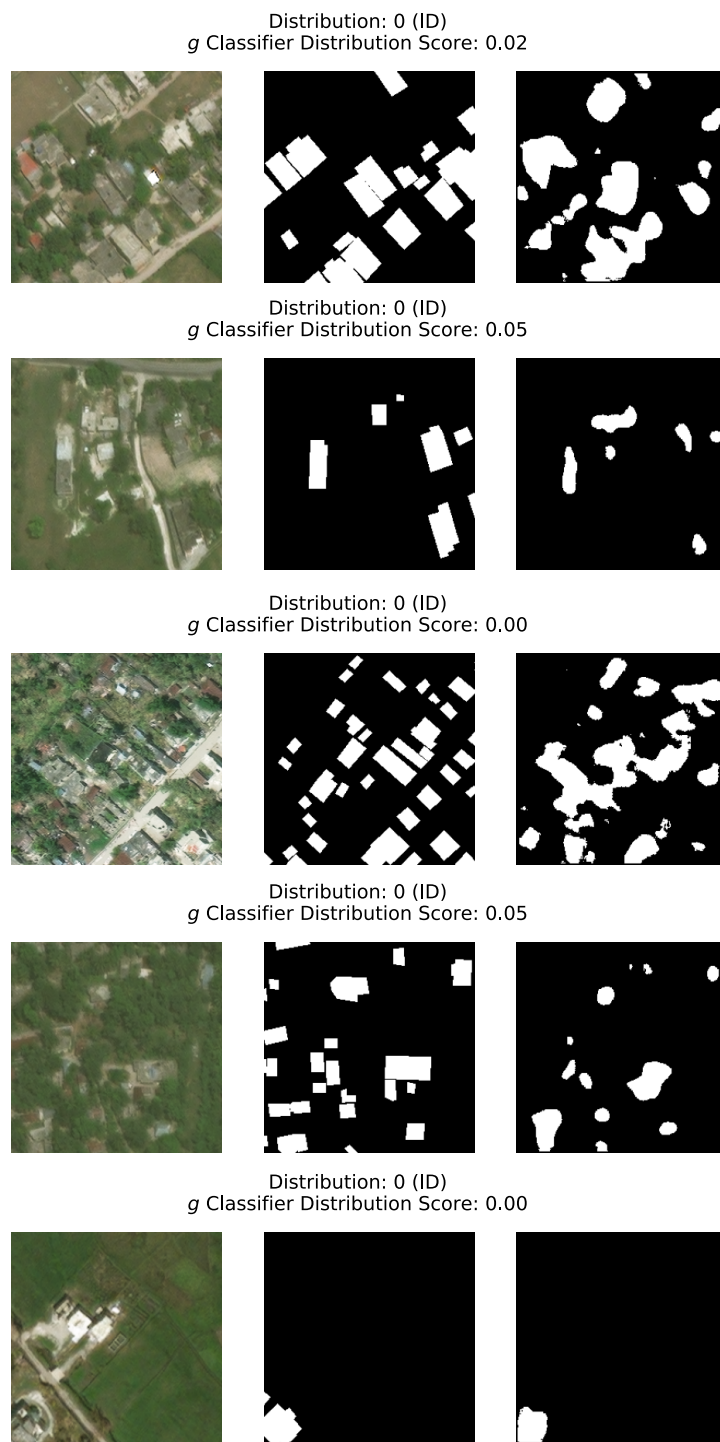 Distribution: 0 (ID)
g Classifier Distribution Score: 0.02
Distribution: 0 (ID)
g Classifier Distribution Score: 0.05
Distribution: 0 (ID)
g Classifier Distribution Score: 0.00
Distribution: 0 (ID)
g Classifier Distribution Score: 0.05
Distribution: 0 (ID)
g Classifier Distribution Score: 0.00